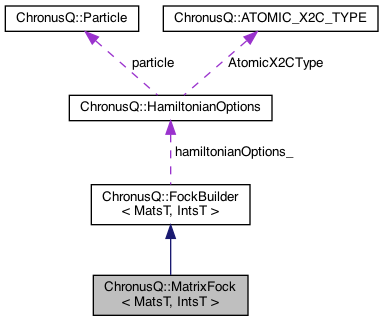 ChronusQ::Particle
ChronusQ::ATOMIC_X2C_TYPE
particle
AtomicX2CType
ChronusQ::HamiltonianOptions
hamiltonianOptions_
ChronusQ::FockBuilder
< MatsT, IntsT >
ChronusQ::MatrixFock
< MatsT, IntsT >